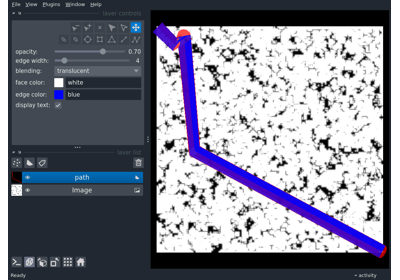 File View Plugins Window Help
layer controls
opacity: 0.70
edge width: 4
blending: translucent
face color: white
edge color: blue
display text:
layer list
path
Image
Ready
activity